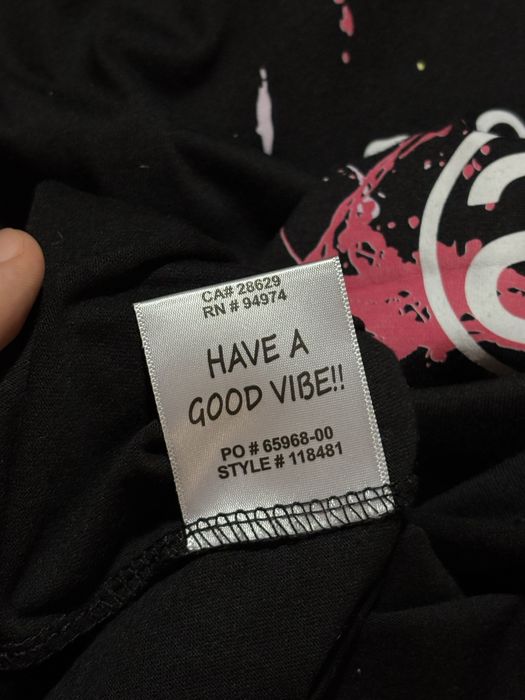 CA# 28629
RN # 94974
HAVE A
GOOD VIBE!!
PO # 65968-00
STYLE # 118481